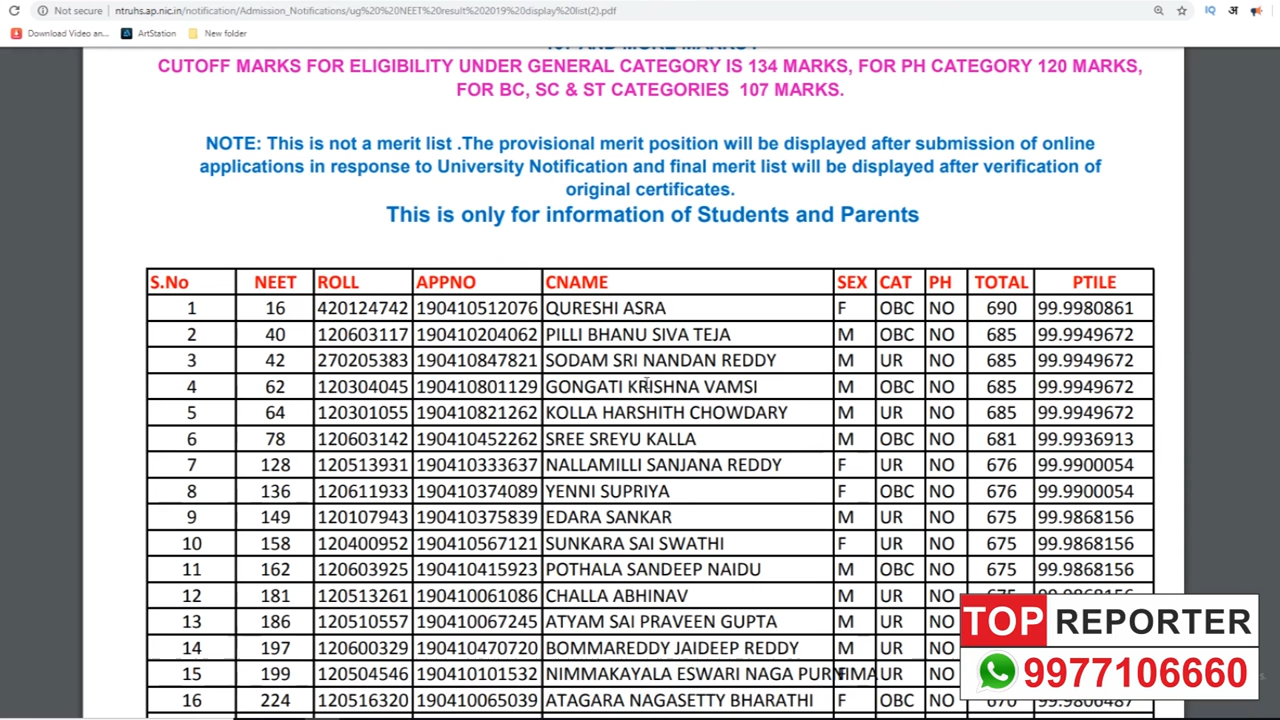 Not secure | ntruhs.ap.nic.in/notification/Admission_Notifications/ug%20%20NEET%20result%202019%20display%20list(2).pdf
Download Video an... ArtStation New folder
CUTOFF MARKS FOR ELIGIBILITY UNDER GENERAL CATEGORY IS 134 MARKS, FOR PH CATEGORY 120 MARKS,
FOR BC, SC & ST CATEGORIES 107 MARKS.
NOTE: This is not a merit list .The provisional merit position will be displayed after submission of online
applications in response to University Notification and final merit list will be displayed after verification of
original certificates.
This is only for information of Students and Parents
S.No NEET ROLL APPNO CNAME SEX CAT PH TOTAL PTILE
1 16 420124742 190410512076 QURESHI ASRA F OBC NO 690 99.9980861
2 40 120603117 190410204062 PILLI BHANU SIVA TEJA M OBC NO 685 99.9949672
3 42 270205383 190410847821 SODAM SRI NANDAN REDDY M UR NO 685 99.9949672
4 62 120304045 190410801129 GONGATI KRISHNA VAMSI M OBC NO 685 99.9949672
5 64 120301055 190410821262 KOLLA HARSHITH CHOWDARY M UR NO 685 99.9949672
6 78 120603142 190410452262 SREE SREYU KALLA M OBC NO 681 99.9936913
7 128 120513931 190410333637 NALLAMILLI SANJANA REDDY F UR NO 676 99.9900054
8 136 120611933 190410374089 YENNI SUPRIYA F OBC NO 676 99.9900054
9 149 120107943 190410375839 EDARA SANKAR M UR NO 675 99.9868156
10 158 120400952 190410567121 SUNKARA SAI SWATHI F UR NO 675 99.9868156
11 162 120603925 190410415923 POTHALA SANDEEP NAIDU M OBC NO 675 99.9868156
12 181 120513261 190410061086 CHALLA ABHINAV M UR NO
13 186 120510557 190410067245 ATYAM SAI PRAVEEN GUPTA M UR NO
14 197 120600329 190410470720 BOMMAREDDY JAIDEEP REDDY M UR NO
15 199 120504546 190410101532 NIMMAKAYALA ESWARI NAGA PURNIMA F UR NO
16 224 120516320 190410065039 ATAGARA NAGASETTY BHARATHI F OBC NO
TOP REPORTER
9977106660